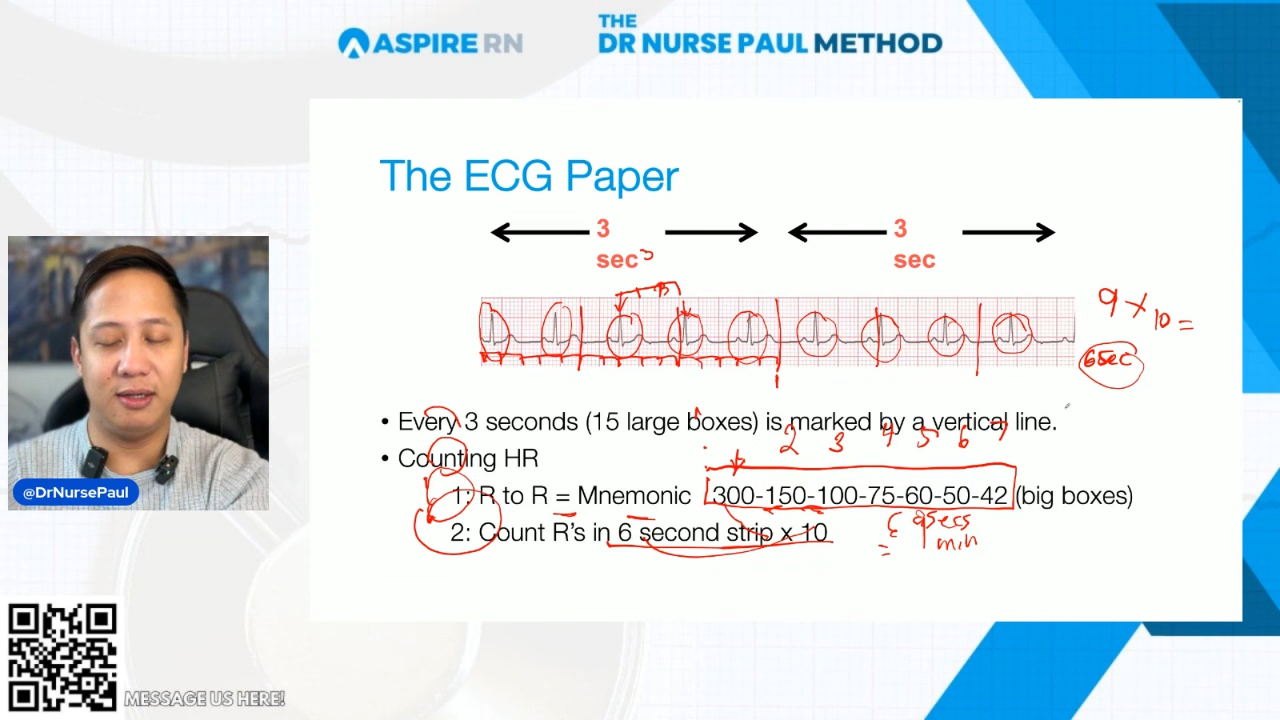 ASPIRE RN
THE
DR NURSE PAUL METHOD
The ECG Paper
3
sec
3
sec
9 x 10 =
6sec
• Every 3 seconds (15 large boxes) is marked by a vertical line.
2 3 4 5 6 7
• Counting HR
1: R to R = Mnemonic 300-150-100-75-60-50-42 (big boxes)
2: Count R's in 6 second strip x 10
min
@DrNursePaul
MESSAGE US HERE!